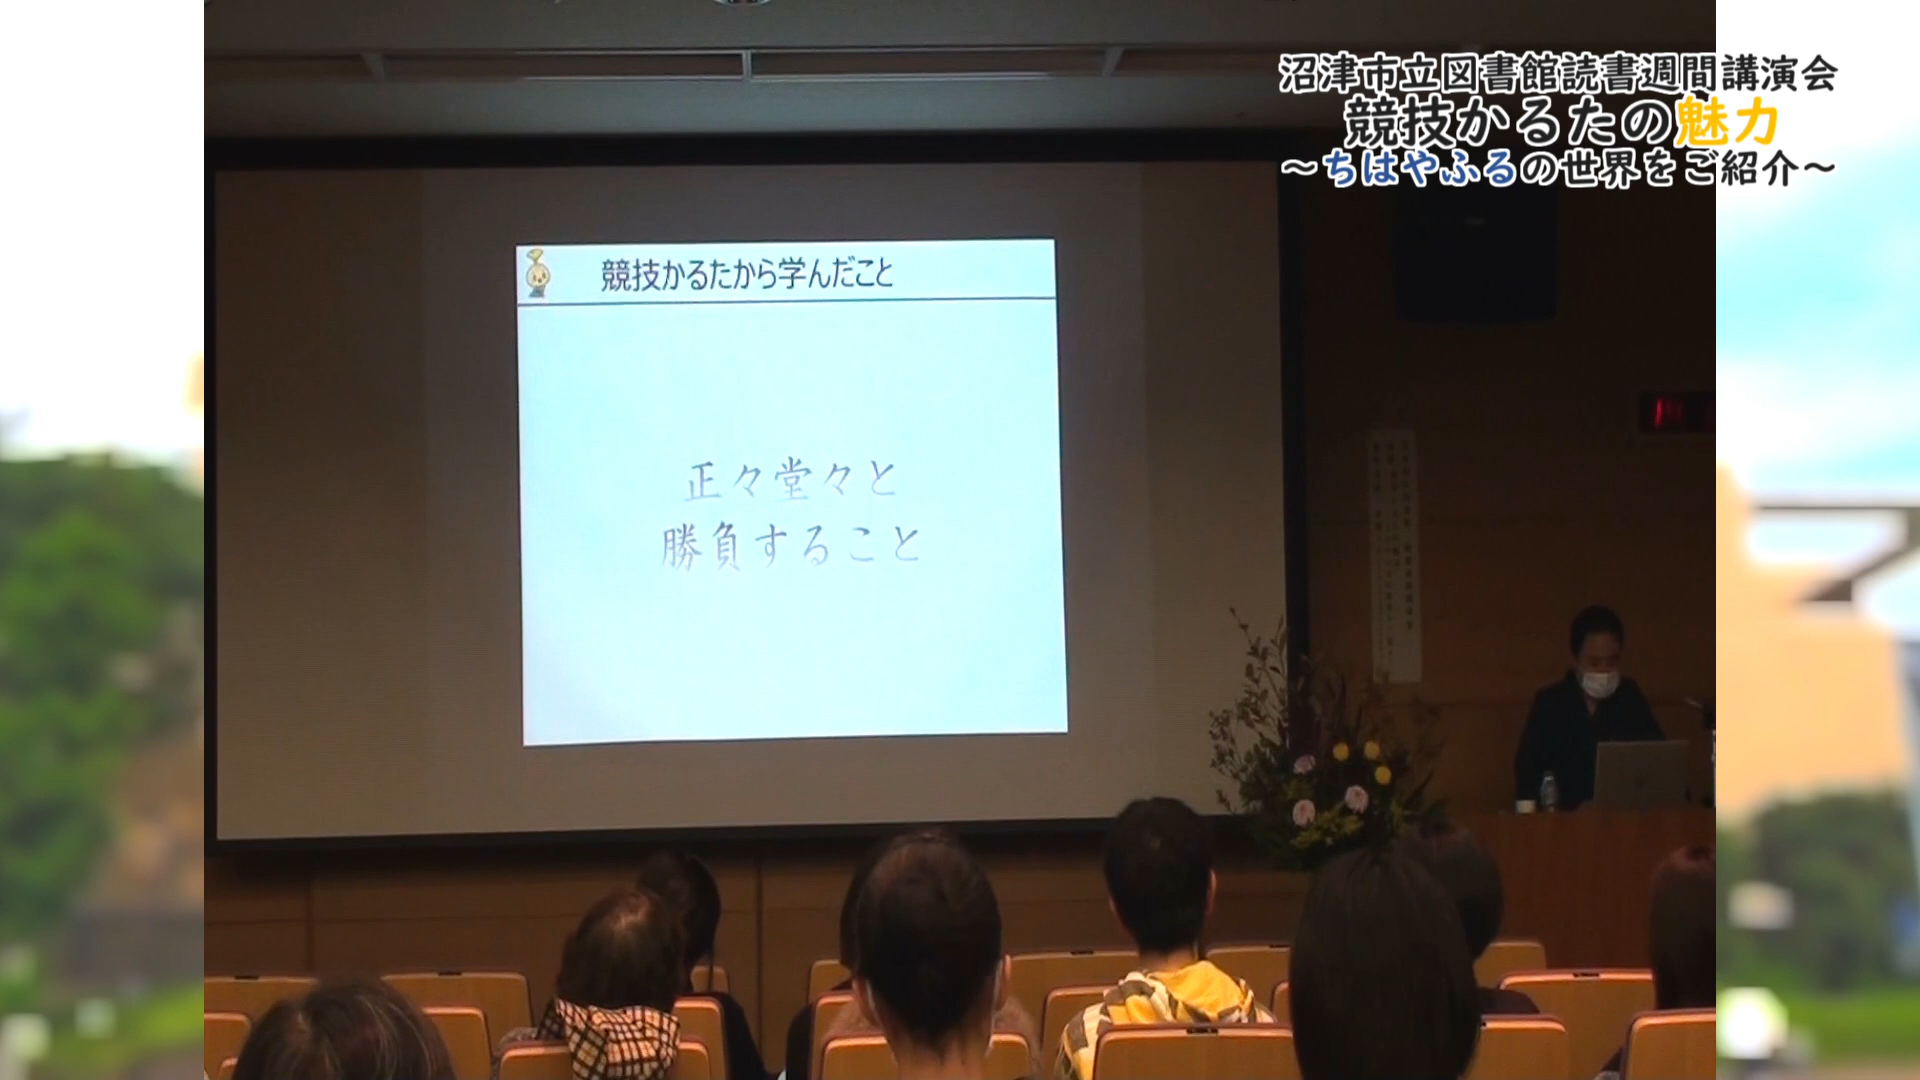 沼津市立図書館読書週間講演会
競技かるたの魅力
～ちはやふるの世界をご紹介～
競技かるたから学んだこと
正々堂々と
勝負すること